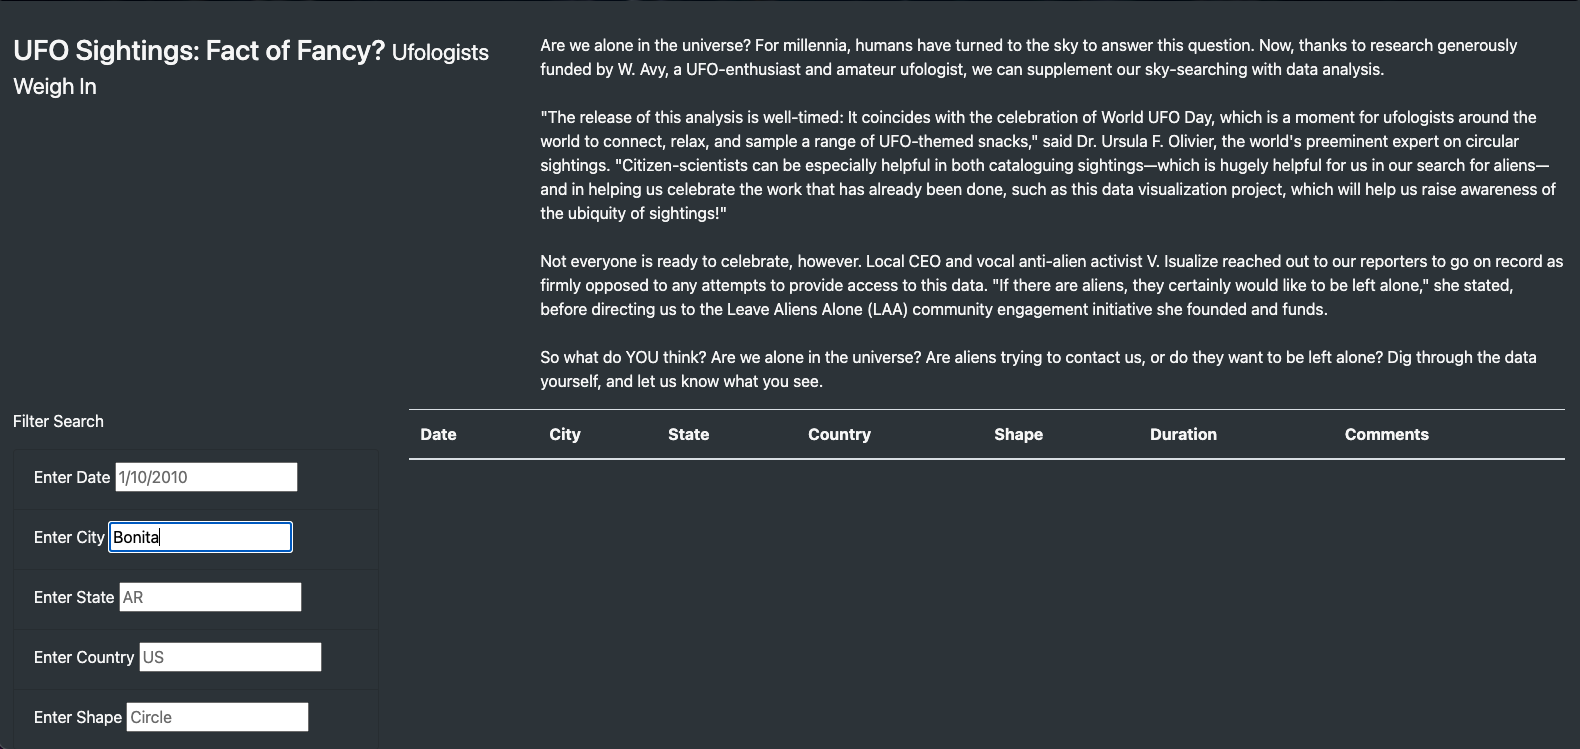 UFO Sightings: Fact of Fancy? Ufologists
Weigh In
Are we alone in the universe? For millennia, humans have turned to the sky to answer this question. Now, thanks to research generously
funded by W. Avy, a UFO-enthusiast and amateur ufologist, we can supplement our sky-searching with data analysis.
"The release of this analysis is well-timed: It coincides with the celebration of World UFO Day, which is a moment for ufologists around the
world to connect, relax, and sample a range of UFO-themed snacks," said Dr. Ursula F. Olivier, the world's preeminent expert on circular
sightings. "Citizen-scientists can be especially helpful in both cataloguing sightings—which is hugely helpful for us in our search for aliens—
and in helping us celebrate the work that has already been done, such as this data visualization project, which will help us raise awareness of
the ubiquity of sightings!"
Not everyone is ready to celebrate, however. Local CEO and vocal anti-alien activist V. Isualize reached out to our reporters to go on record as
firmly opposed to any attempts to provide access to this data. "If there are aliens, they certainly would like to be left alone," she stated,
before directing us to the Leave Aliens Alone (LAA) community engagement initiative she founded and funds.
So what do YOU think? Are we alone in the universe? Are aliens trying to contact us, or do they want to be left alone? Dig through the data
yourself, and let us know what you see.
Filter Search
Enter Date 1/10/2010
Enter City Bonita
Enter State AR
Enter Country US
Enter Shape Circle
Date City State Country Shape Duration Comments